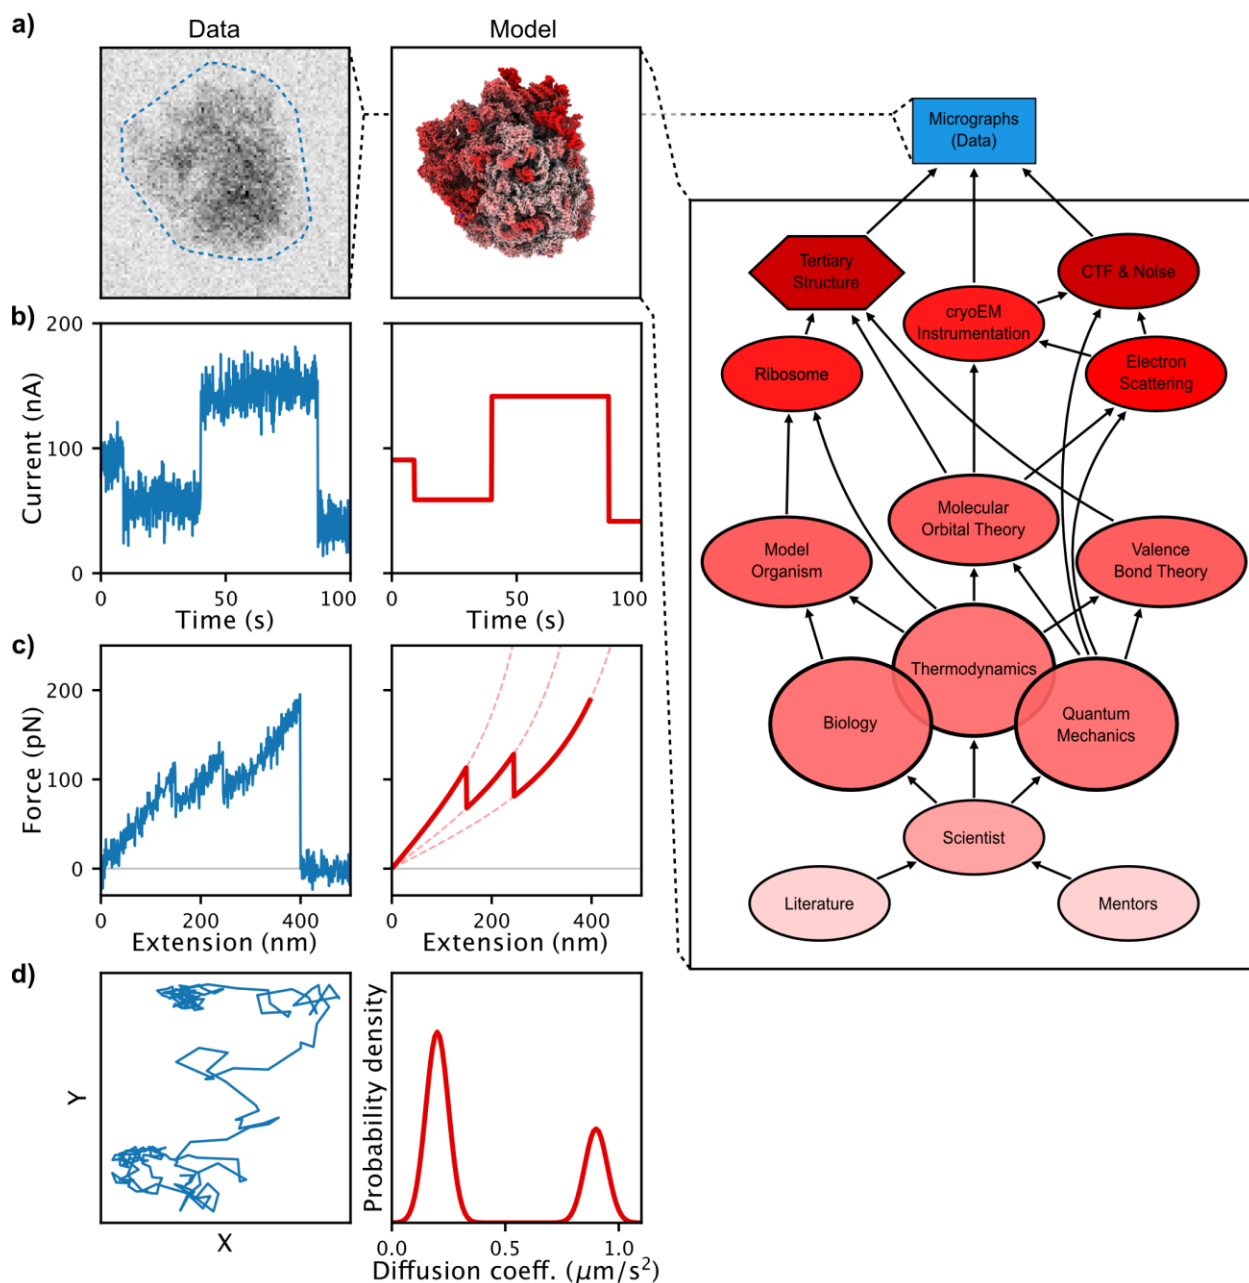 a)
Data
Model
Micrographs
(Data)
Tertiary
Structure
CTF & Noise
cryoEM
Instrumentation
Ribosome
Electron
Scattering
Molecular
Orbital Theory
Model
Organism
Valence
Bond Theory
Thermodynamics
Biology
Quantum
Mechanics
Scientist
Literature
Mentors
b)
Current (nA)
200
100
0
0
50
100
Time (s)
0
50
100
Time (s)
c)
Force (pN)
200
100
0
0
200
400
Extension (nm)
0
200
400
Extension (nm)
d)
Y
X
Probability density
0.0
0.5
1.0
Diffusion coeff. (μm/s²)